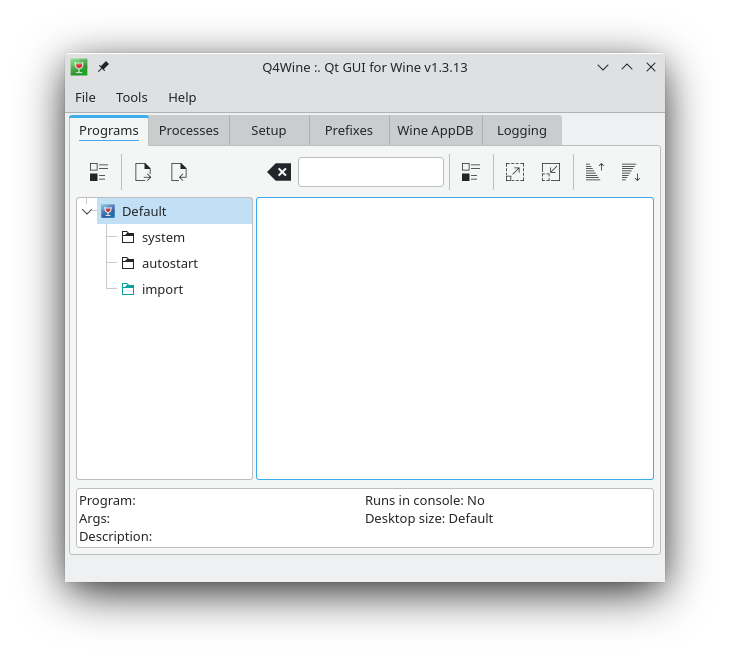 Q4Wine :. Qt GUI for Wine v1.3.13
File Tools Help
Programs Processes Setup Prefixes Wine AppDB Logging
Default
system
autostart
import
Program: Runs in console: No
Args: Desktop size: Default
Description: